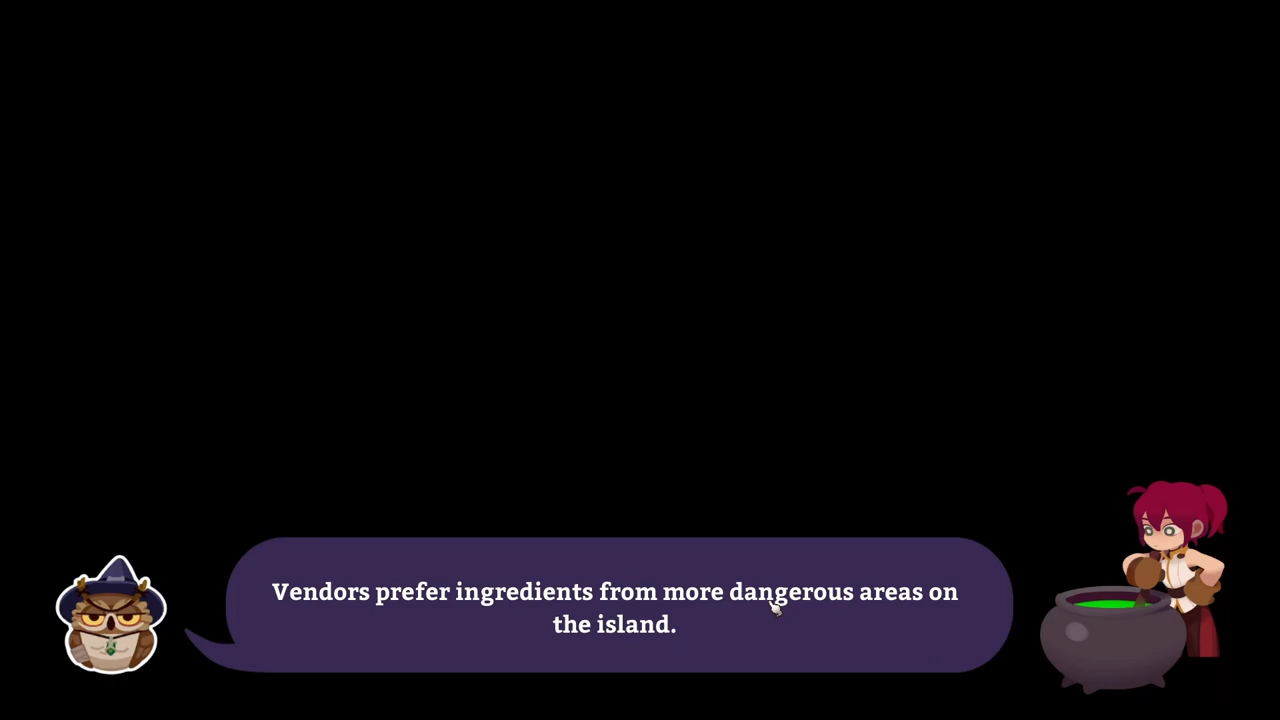 Vendors prefer ingredients from more dangerous areas on
the island.